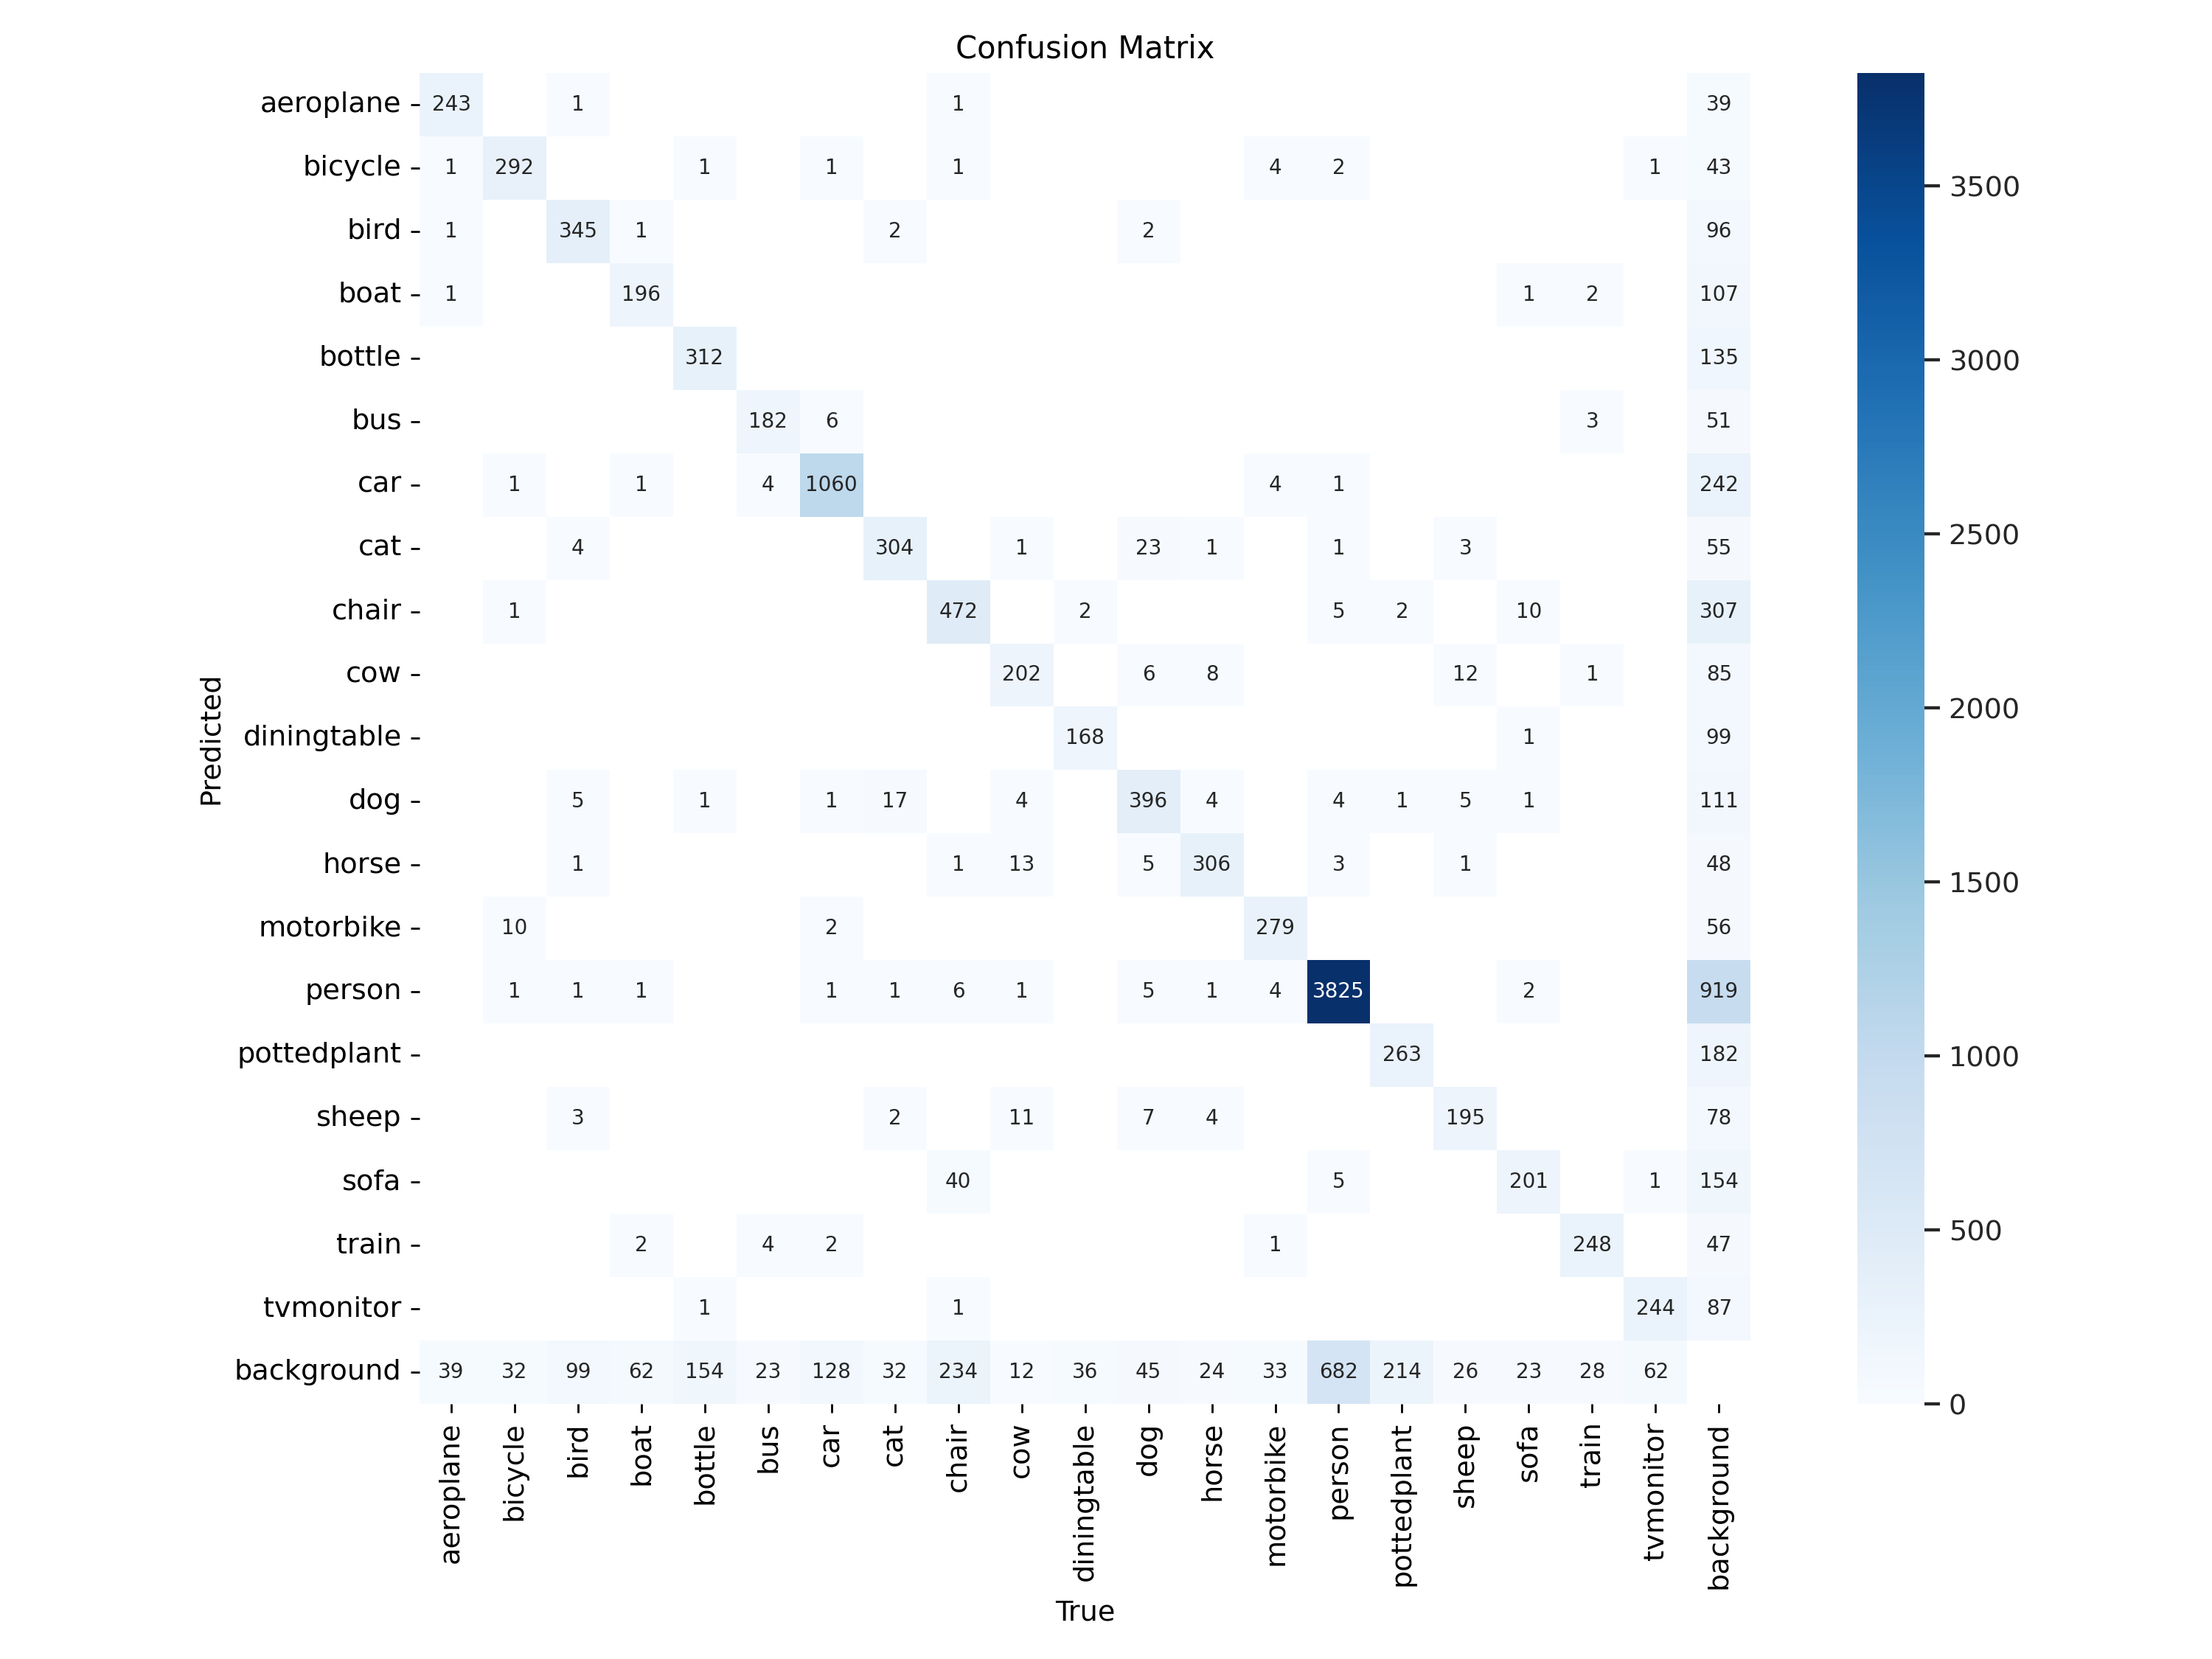 Confusion Matrix
Predicted
aeroplane 243 1 1 39
bicycle 1 292 1 1 1 4 2 1 43
bird 1 345 1 2 2 96
boat 1 196 1 2 107
bottle 312 135
bus 182 6 3 51
car 1 1 4 1060 4 1 242
cat 4 304 1 23 1 1 3 55
chair 1 472 2 5 2 10 307
cow 202 6 8 12 1 85
diningtable 168 1 99
dog 5 1 1 17 4 396 4 4 1 5 1 111
horse 1 1 13 5 306 3 1 48
motorbike 10 2 279 56
person 1 1 1 1 1 6 1 5 1 4 3825 2 919
pottedplant 263 182
sheep 3 2 11 7 4 195 78
sofa 40 5 201 1 154
train 2 4 2 1 248 47
tvmonitor 1 1 244 87
background 39 32 99 62 154 23 128 32 234 12 36 45 24 33 682 214 26 23 28 62
aeroplane bicycle bird boat bottle bus car cat chair cow diningtable dog horse motorbike person pottedplant sheep sofa train tvmonitor background
True
3500
3000
2500
2000
1500
1000
500
0